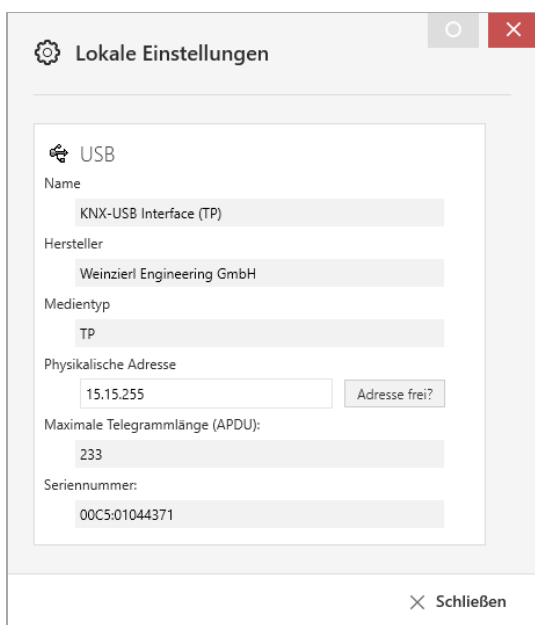 Lokale Einstellungen
USB
Name
KNX-USB Interface (TP)
Hersteller
Weinzierl Engineering GmbH
Medientyp
TP
Physikalische Adresse
15.15.255 Adresse frei?
Maximale Telegrammlänge (APDU):
233
Seriennummer:
00C5:01044371
Schließen